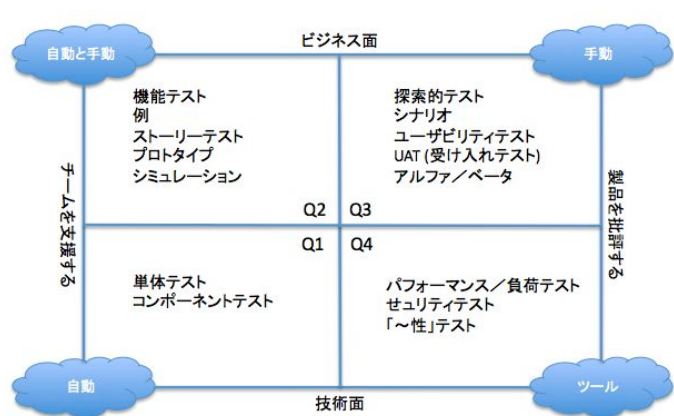 ビジネス面
自動と手動
手動
機能テスト
例
ストーリーテスト
プロトタイプ
シミュレーション
探索的テスト
シナリオ
ユーザビリティテスト
UAT (受け入れテスト)
アルファ／ベータ
チームを支援する
製品を批評する
Q2
Q3
Q1
Q4
単体テスト
コンポーネントテスト
パフォーマンス／負荷テスト
せュリティテスト
「～性」テスト
自動
ツール
技術面